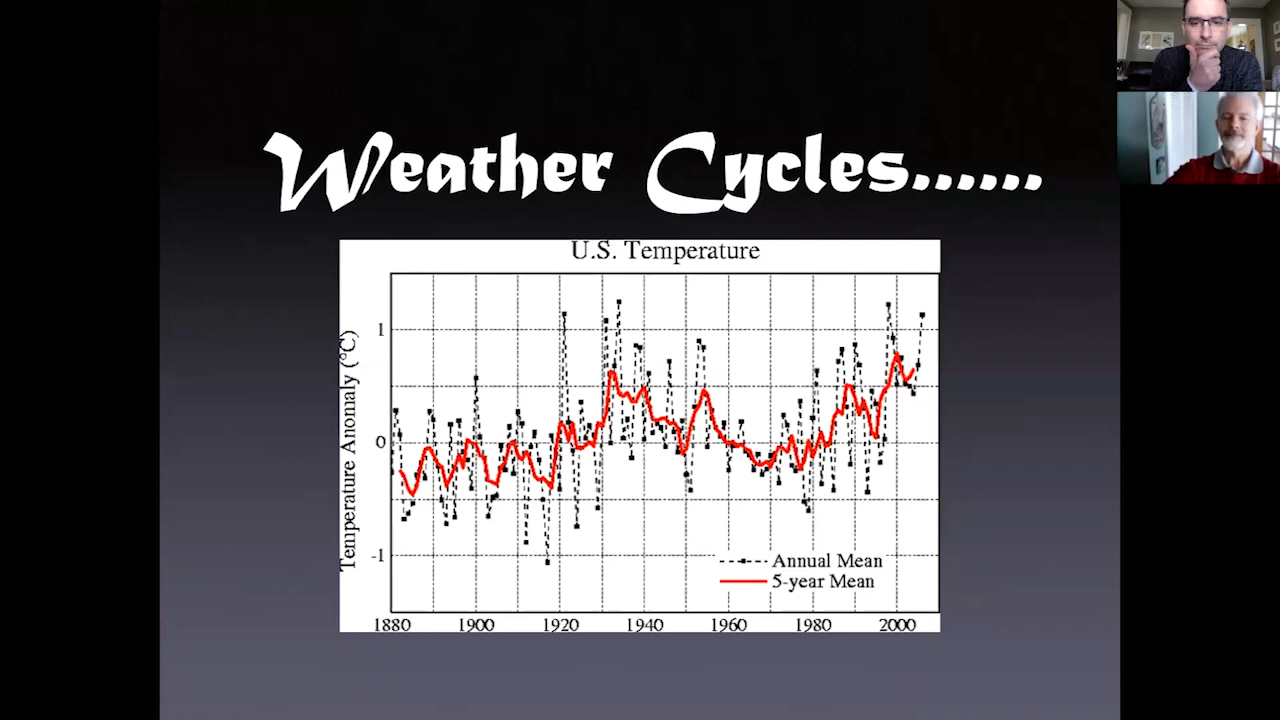 Weather Cycles......
U.S. Temperature
Temperature Anomaly (°C)
1
0
-1
Annual Mean
5-year Mean
1880 1900 1920 1940 1960 1980 2000